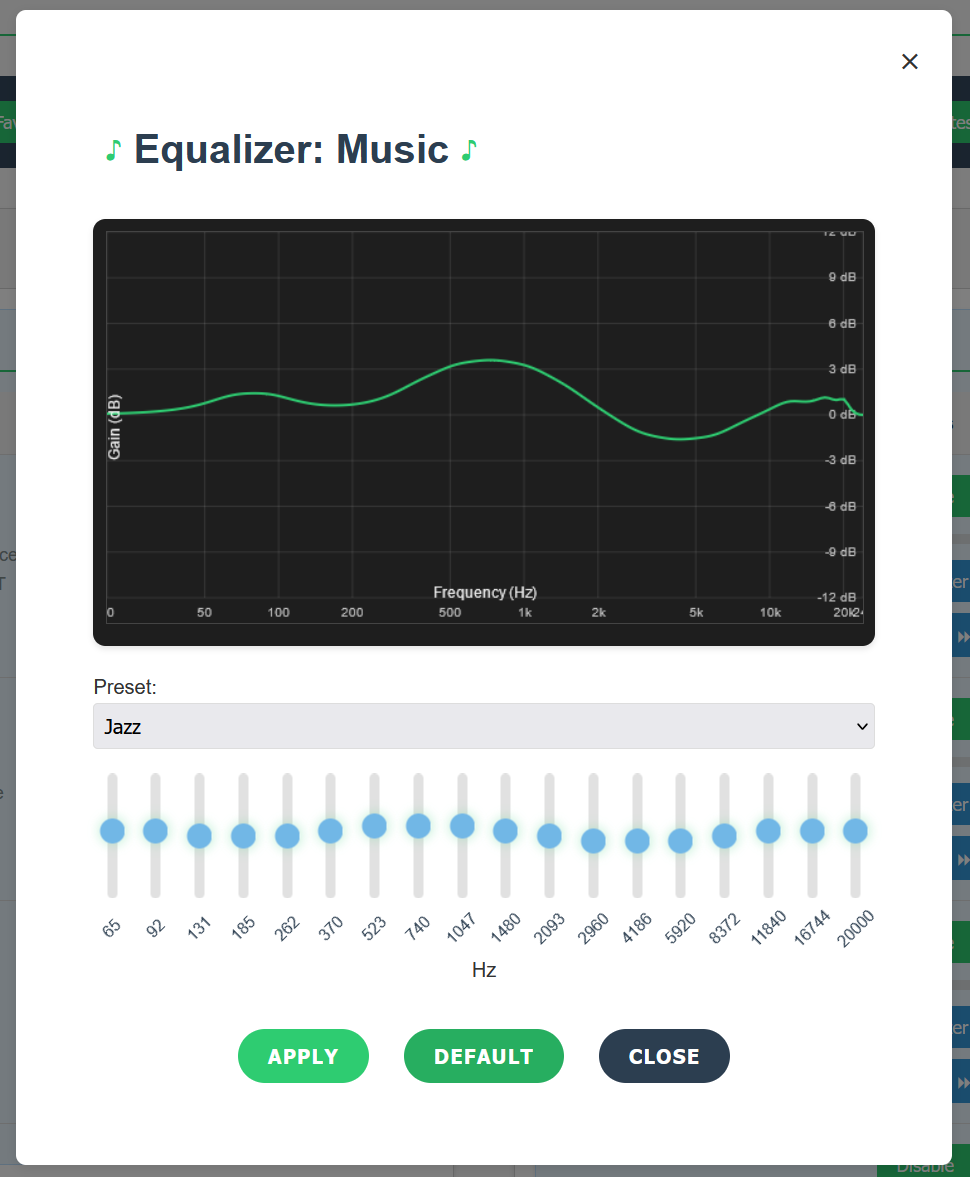 ♪ Equalizer: Music ♪
12 dB
9 dB
6 dB
3 dB
0 dB
-3 dB
-6 dB
-9 dB
-12 dB
Gain (dB)
Frequency (Hz)
0 50 100 200 500 1k 2k 5k 10k 20k
Preset:
Jazz
65 92 131 185 262 370 523 740 1047 1480 2093 2960 4186 5920 8372 11840 16744 20000
Hz
APPLY DEFAULT CLOSE
Disable